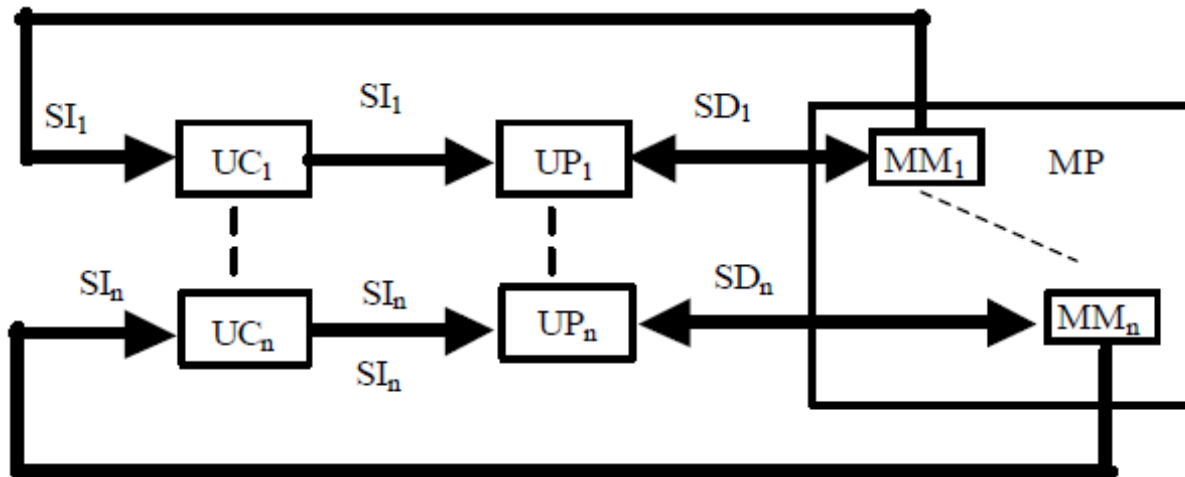 SI₁ SI₁ SD₁
UC₁ UP₁ MM₁ MP
SIₙ SIₙ SDₙ
UCₙ UPₙ MMₙ
SIₙ